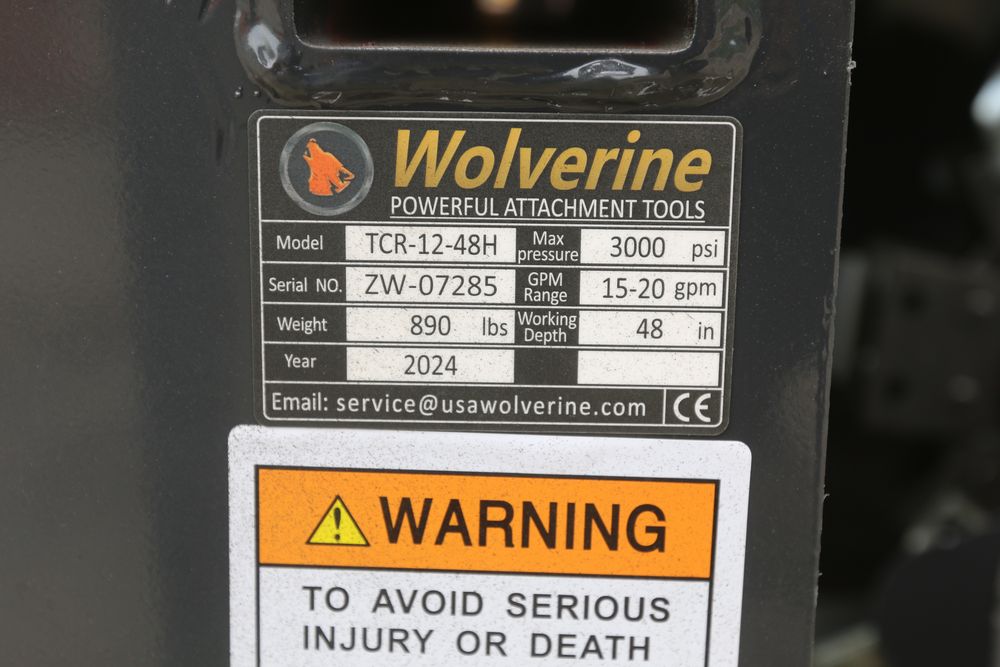 Wolverine
POWERFUL ATTACHMENT TOOLS
Model TCR-12-48H Max pressure 3000 psi
Serial NO. ZW-07285 GPM Range 15-20 gpm
Weight 890 lbs Working Depth 48 in
Year 2024
Email: service@usawolverine.com CE
WARNING
TO AVOID SERIOUS
INJURY OR DEATH